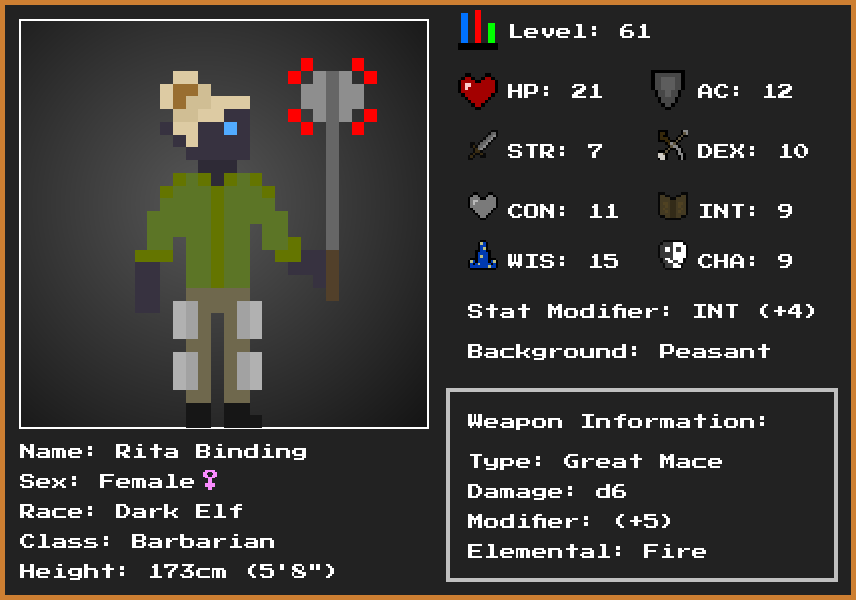 Level: 61
HP: 21 AC: 12
STR: 7 DEX: 10
CON: 11 INT: 9
WIS: 15 CHA: 9
Stat Modifier: INT (+4)
Background: Peasant
Weapon Information:
Type: Great Mace
Damage: d6
Modifier: (+5)
Elemental: Fire
Name: Rita Binding
Sex: Female♀
Race: Dark Elf
Class: Barbarian
Height: 173cm (5'8")